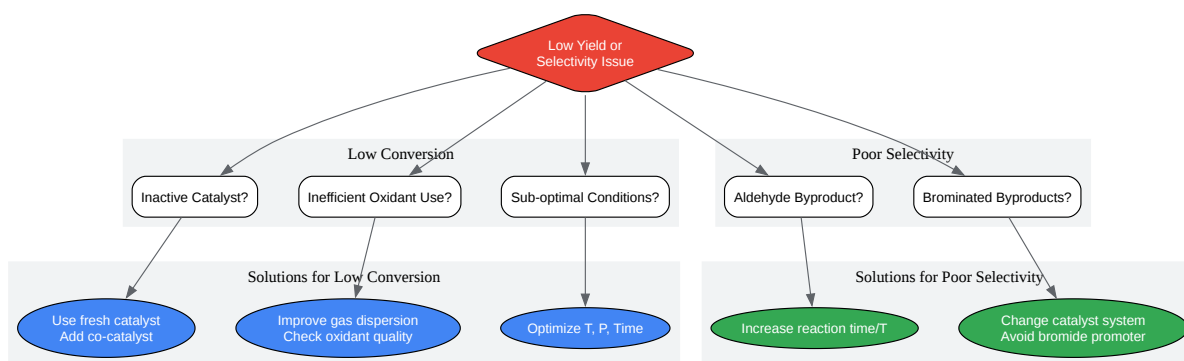 Low Yield or
Selectivity Issue
Low Conversion
Poor Selectivity
Inactive Catalyst?
Inefficient Oxidant Use?
Sub-optimal Conditions?
Aldehyde Byproduct?
Brominated Byproducts?
Solutions for Low Conversion
Solutions for Poor Selectivity
Use fresh catalyst
Add co-catalyst
Improve gas dispersion
Check oxidant quality
Optimize T, P, Time
Increase reaction time/T
Change catalyst system
Avoid bromide promoter